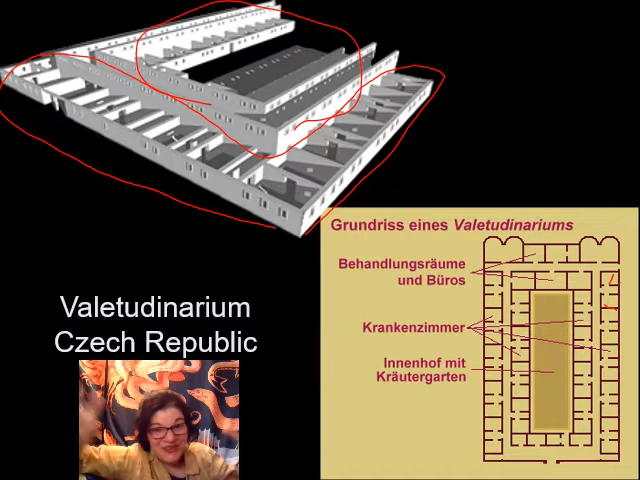 Grundriss eines Valetudinariums
Behandlungsräume
und Büros
Krankenzimmer
Innenhof mit
Kräutergarten
Valetudinarium
Czech Republic